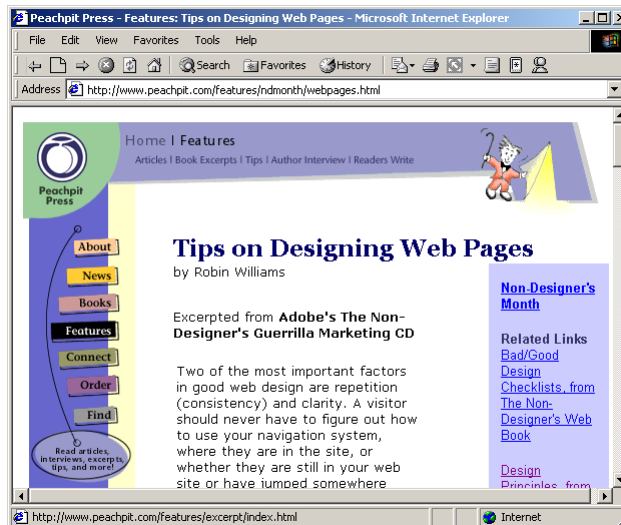 Peachpit Press - Features: Tips on Designing Web Pages - Microsoft Internet Explorer
File Edit View Favorites Tools Help
Search Favorites History
Address http://www.peachpit.com/features/ndmonth/webpages.html
Home | Features
Articles | Book Excerpts | Tips | Author Interview | Readers Write
Peachpit
Press
About
News
Books
Features
Connect
Order
Find
Read articles,
interviews, excerpts,
tips, and more!
Tips on Designing Web Pages
by Robin Williams
Excerpted from Adobe's The Non-
Designer's Guerrilla Marketing CD
Two of the most important factors
in good web design are repetition
(consistency) and clarity. A visitor
should never have to figure out how
to use your navigation system,
where they are in the site, or
whether they are still in your web
site or have jumped somewhere
Non-Designer's
Month
Related Links
Bad/Good
Design
Checklists, from
The Non-
Designer's Web
Book
Design
Principles, from
http://www.peachpit.com/features/excerpt/index.html
Internet